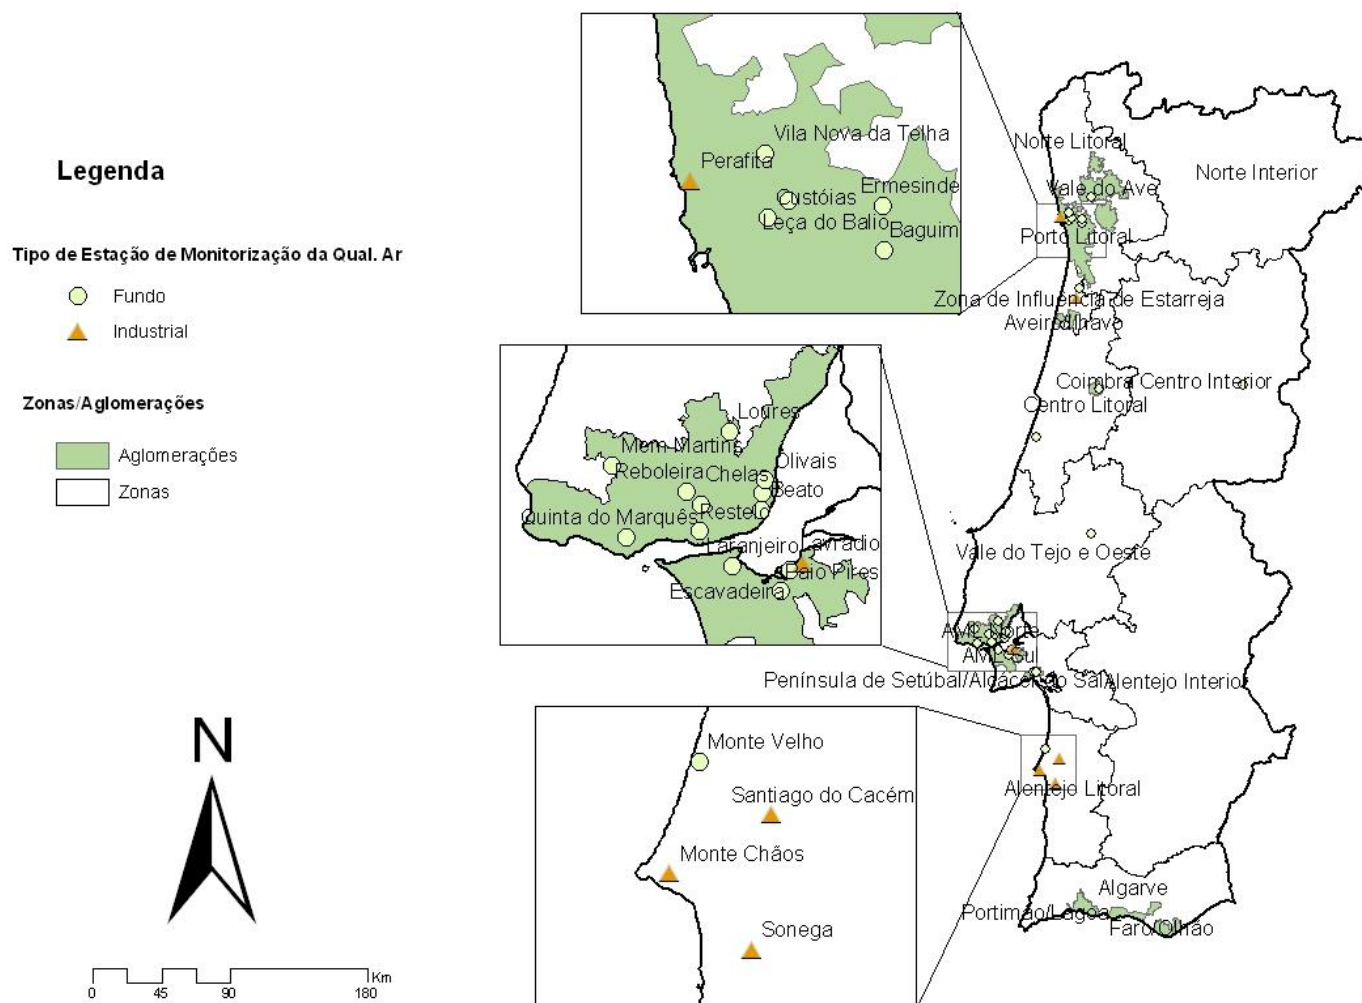 Legenda
Tipo de Estação de Monitorização da Qual. Ar
Fundo
Industrial
Zonas/Aglomerações
Aglomerações
Zonas
N
Km
0 45 90 180
Vila Nova da Telha
Perafita
Ermesinde
Custóias
Leça do Balio
Baguim
Loures
Mem Martins
Olivais
Reboleira
Chelas
Beato
Restelo
Quinta do Marquês
Laranjeiro
Lavradio
Paio Pires
Escavadeira
Monte Velho
Santiago do Cacém
Monte Chãos
Sonega
Norte Litoral
Norte Interior
Vale do Ave
Porto Litoral
Zona de Influência de Estarreja
Aveiro/Ílhavo
Coimbra
Centro Interior
Centro Litoral
Vale do Tejo e Oeste
AML Norte
AML Sul
Península de Setúbal/Alcácer do Sal
Alentejo Interior
Alentejo Litoral
Algarve
Portimão/Lagoa
Faro/Olhão